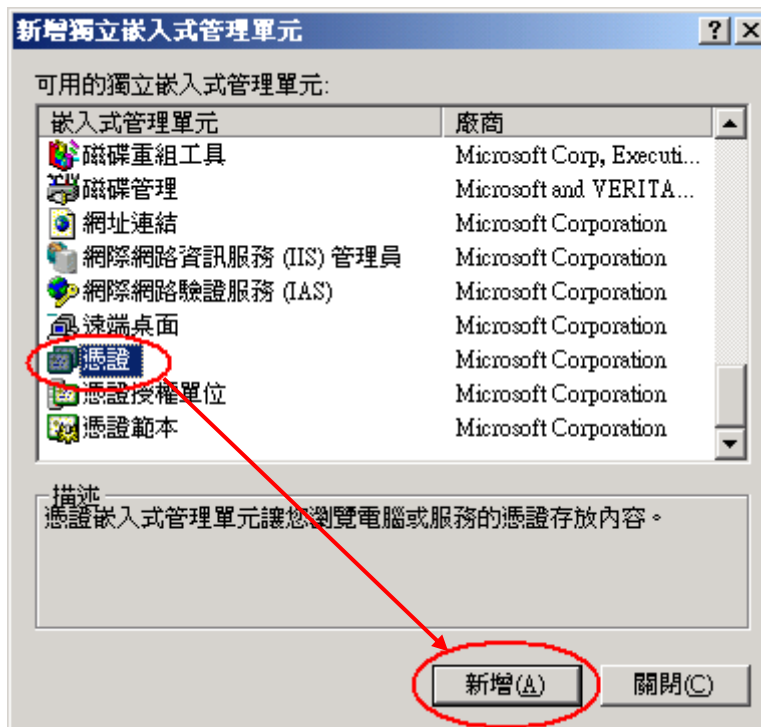 新增獨立嵌入式管理單元
可用的獨立嵌入式管理單元:
嵌入式管理單元 廠商
磁碟重組工具 Microsoft Corp, Executi...
磁碟管理 Microsoft and VERITA...
網址連結 Microsoft Corporation
網際網路資訊服務 (IIS) 管理員 Microsoft Corporation
網際網路驗證服務 (IAS) Microsoft Corporation
遠端桌面 Microsoft Corporation
憑證 Microsoft Corporation
憑證授權單位 Microsoft Corporation
憑證範本 Microsoft Corporation
描述
憑證嵌入式管理單元讓您瀏覽電腦或服務的憑證存放內容。
新增(A) 關閉(C)